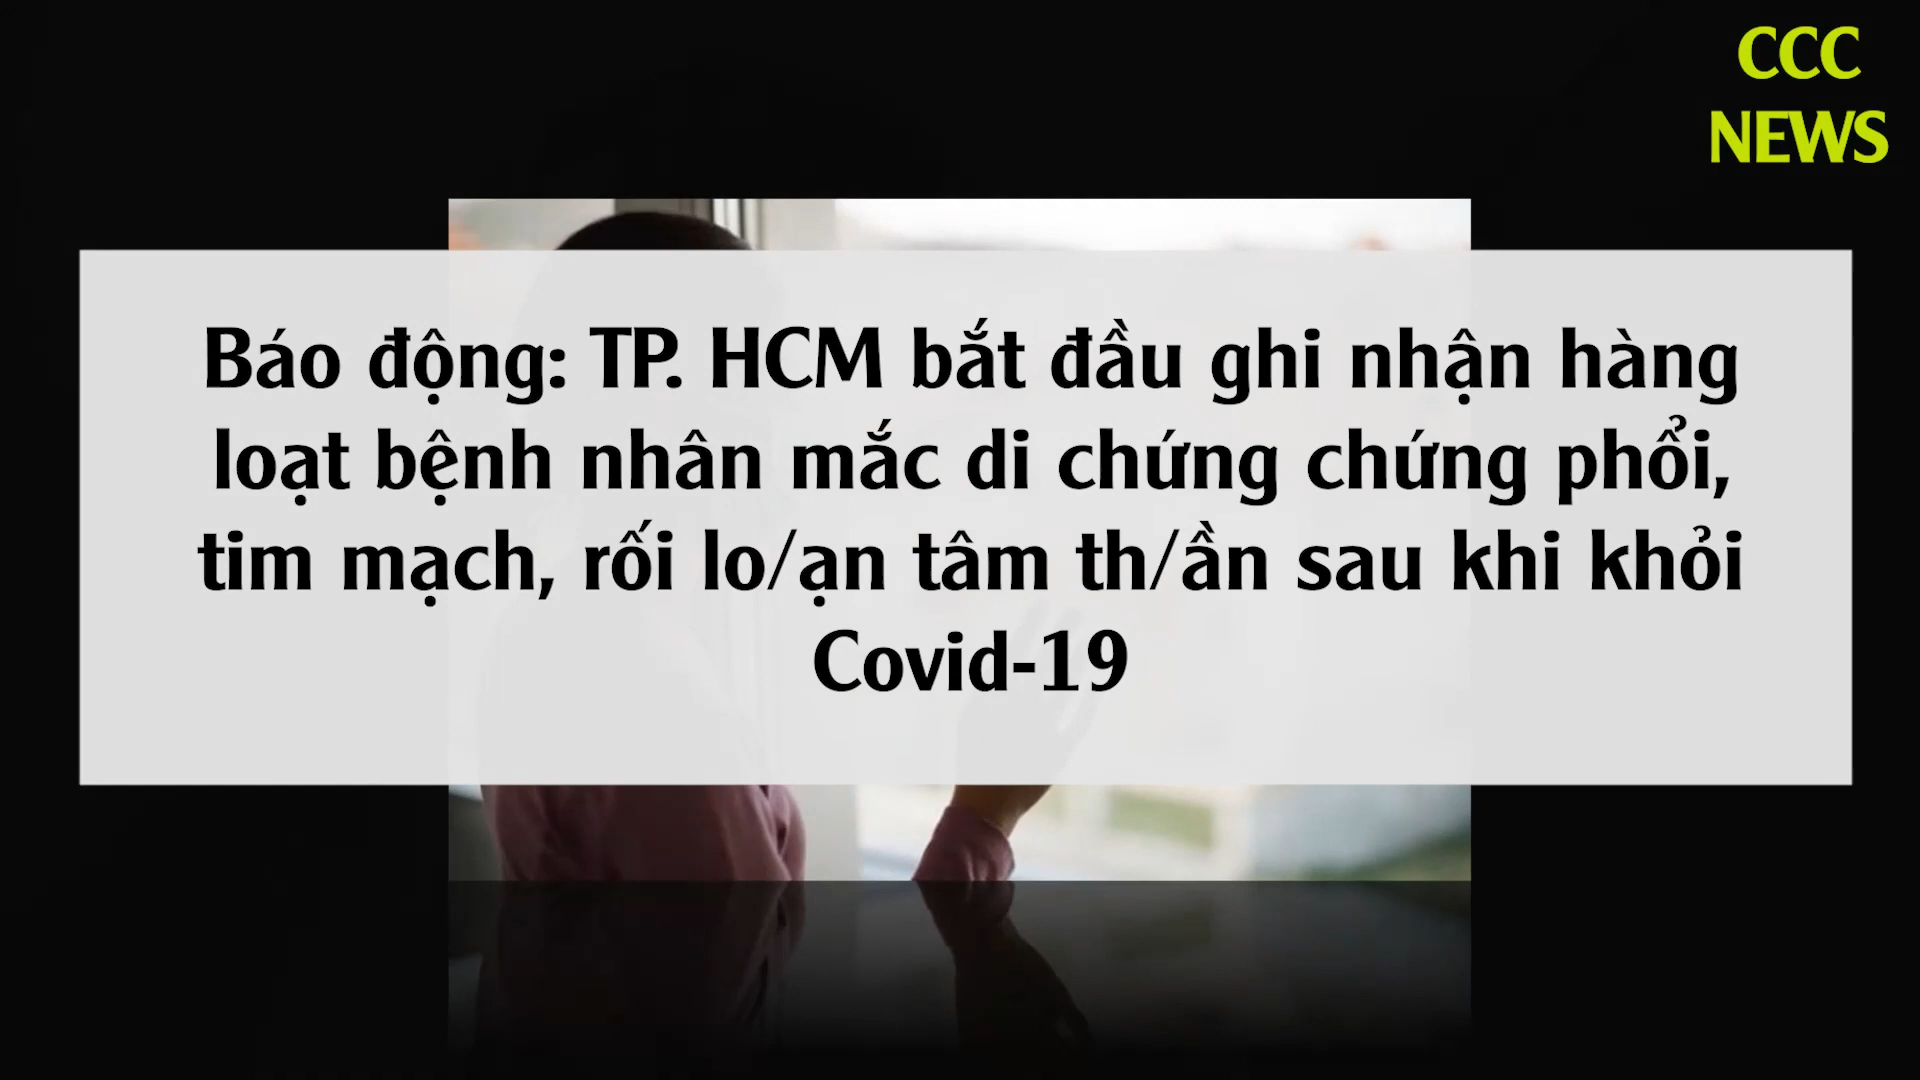 CCC
NEWS
Báo động: TP. HCM bắt đầu ghi nhận hàng
loạt bệnh nhân mắc di chứng chứng phổi,
tim mạch, rối lo/ạn tâm th/ần sau khi khỏi
Covid-19